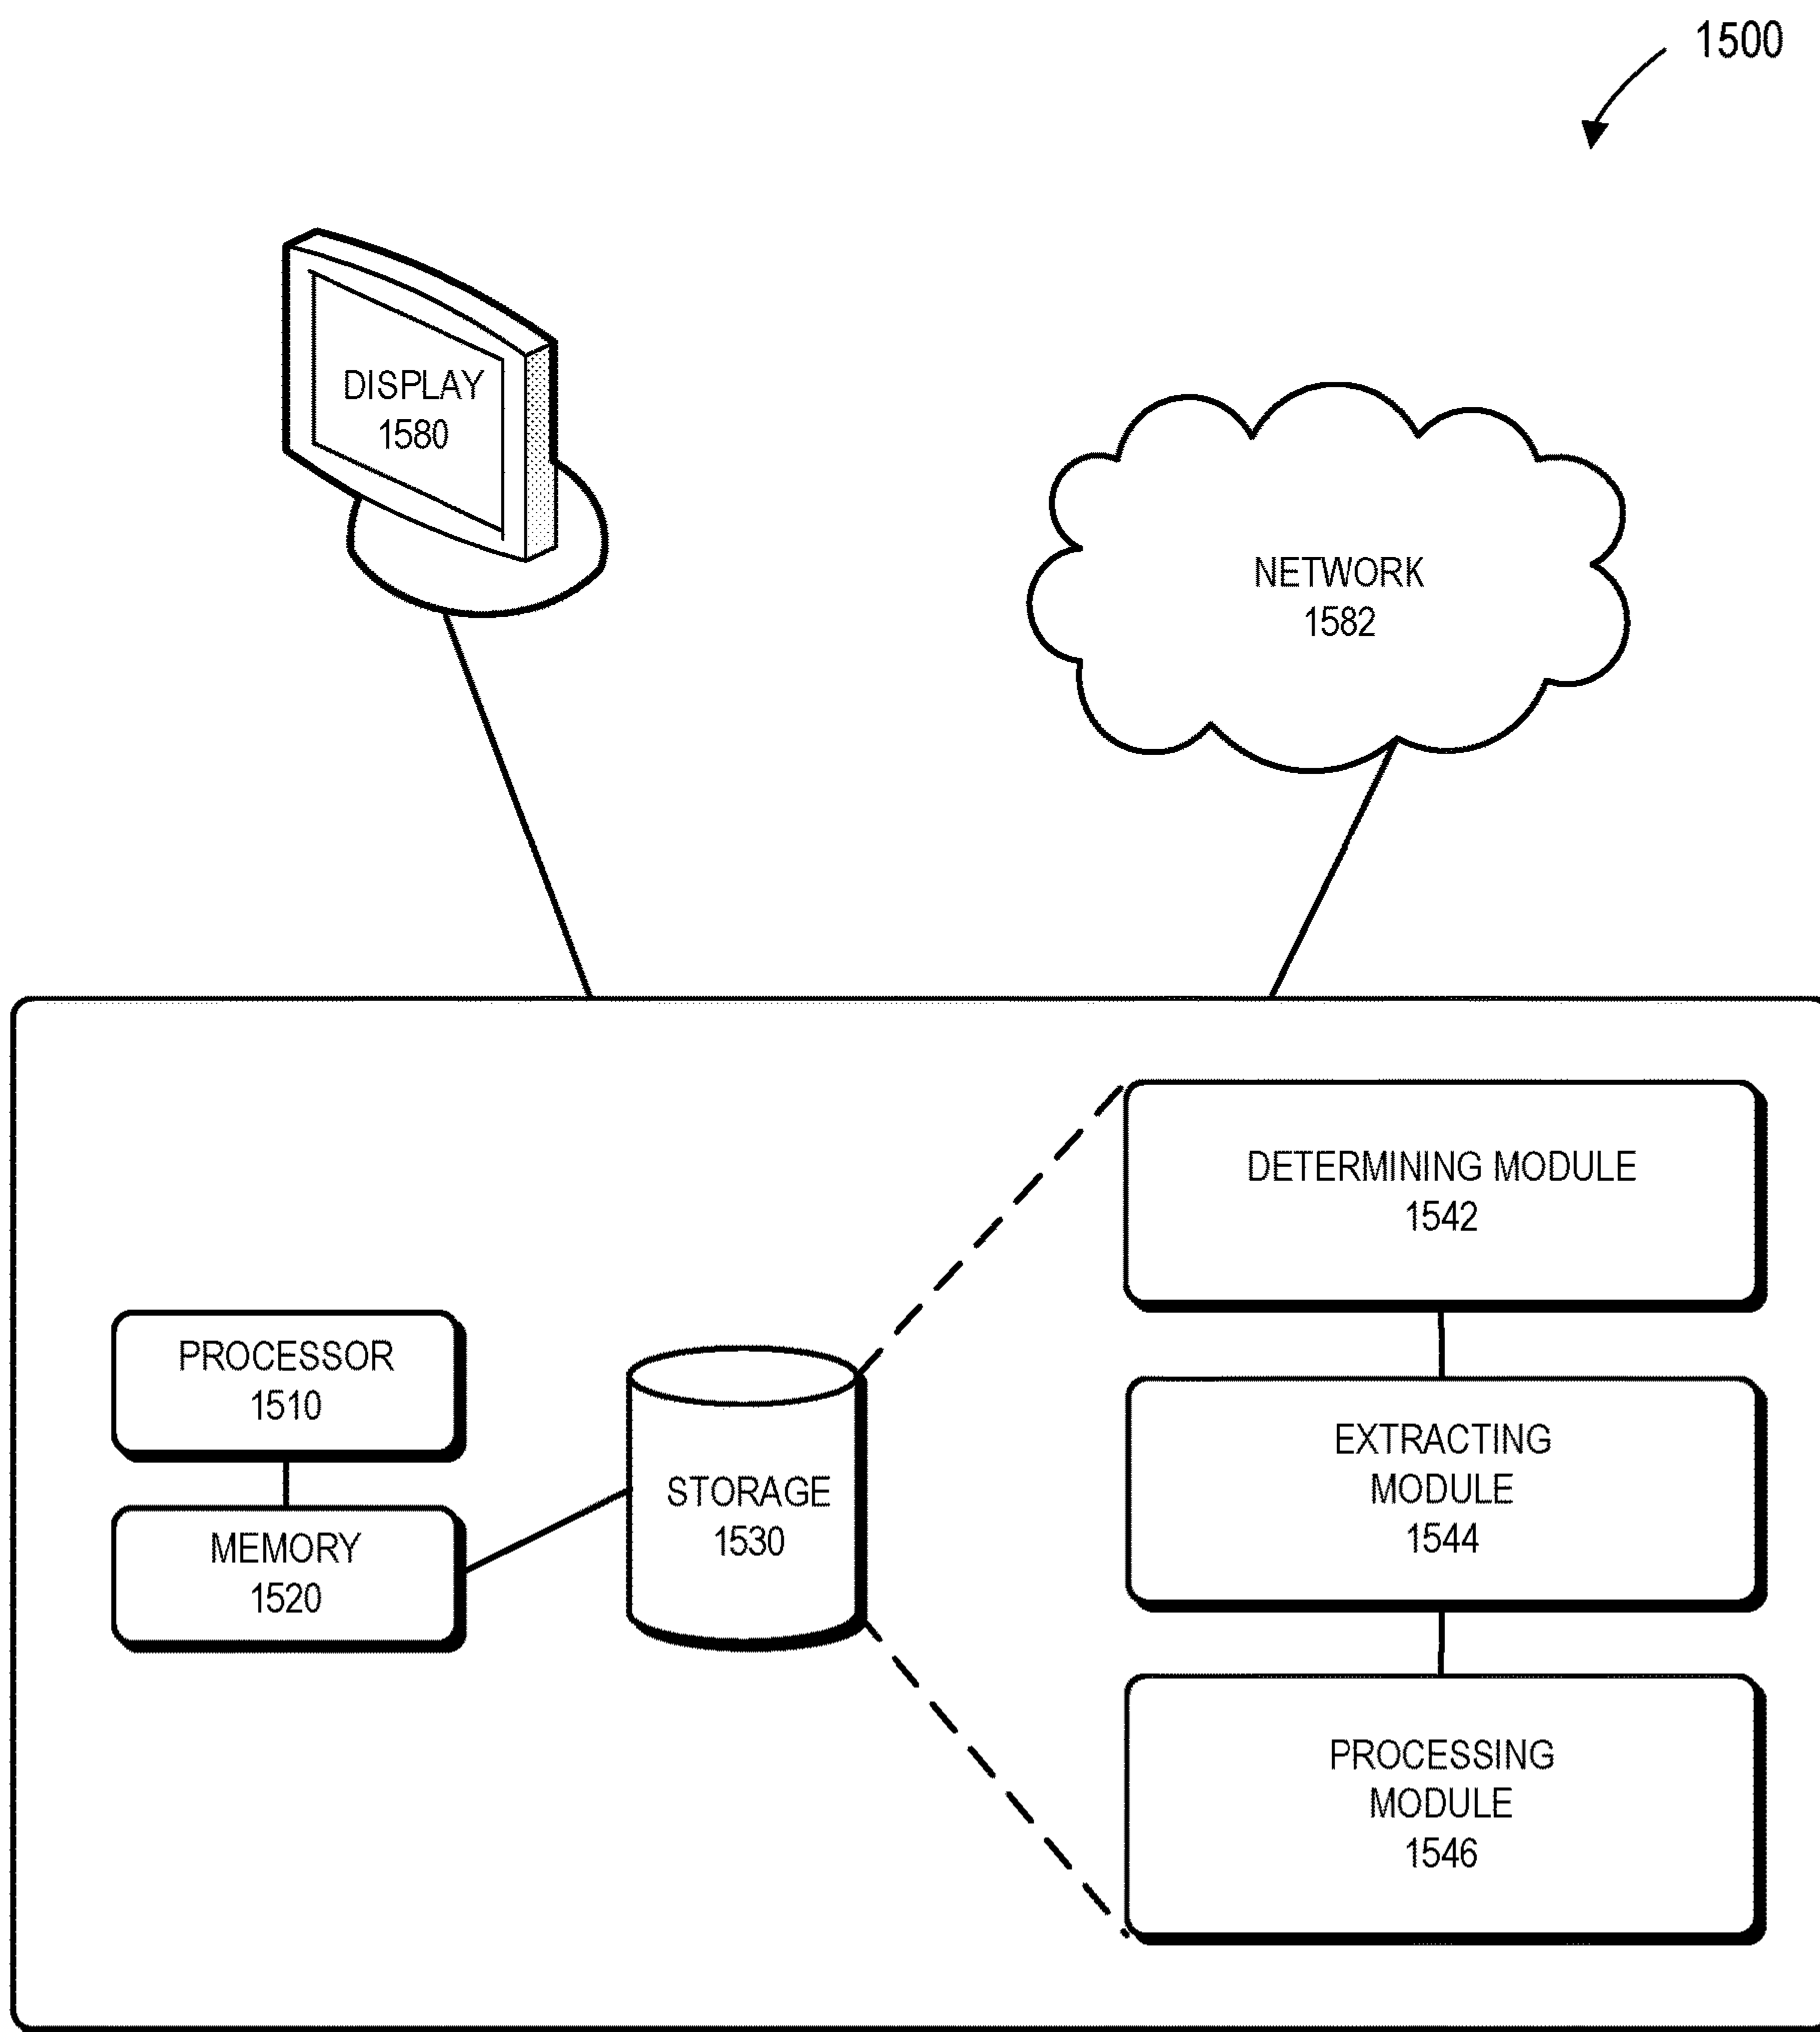 1500
DISPLAY
1580
NETWORK
1582
DETERMINING MODULE
1542
PROCESSOR
1510
EXTRACTING
MODULE
1544
STORAGE
1530
MEMORY
1520
PROCESSING
MODULE
1546